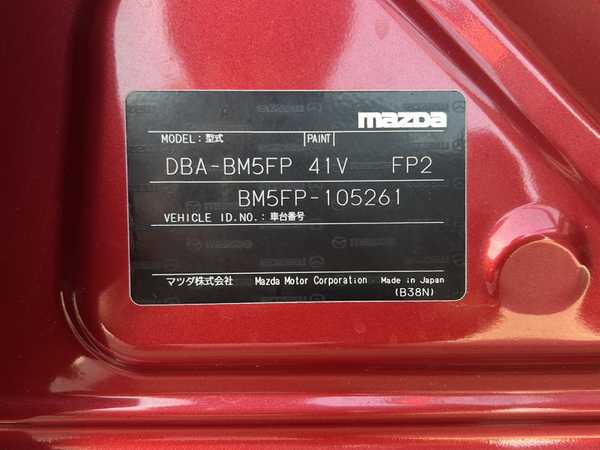 mazda
MODEL: 型式 PAINT
DBA-BM5FP 41V FP2
BM5FP-105261
VEHICLE ID.NO.: 車台番号
マツダ株式会社 Mazda Motor Corporation Made in Japan
(B38N)